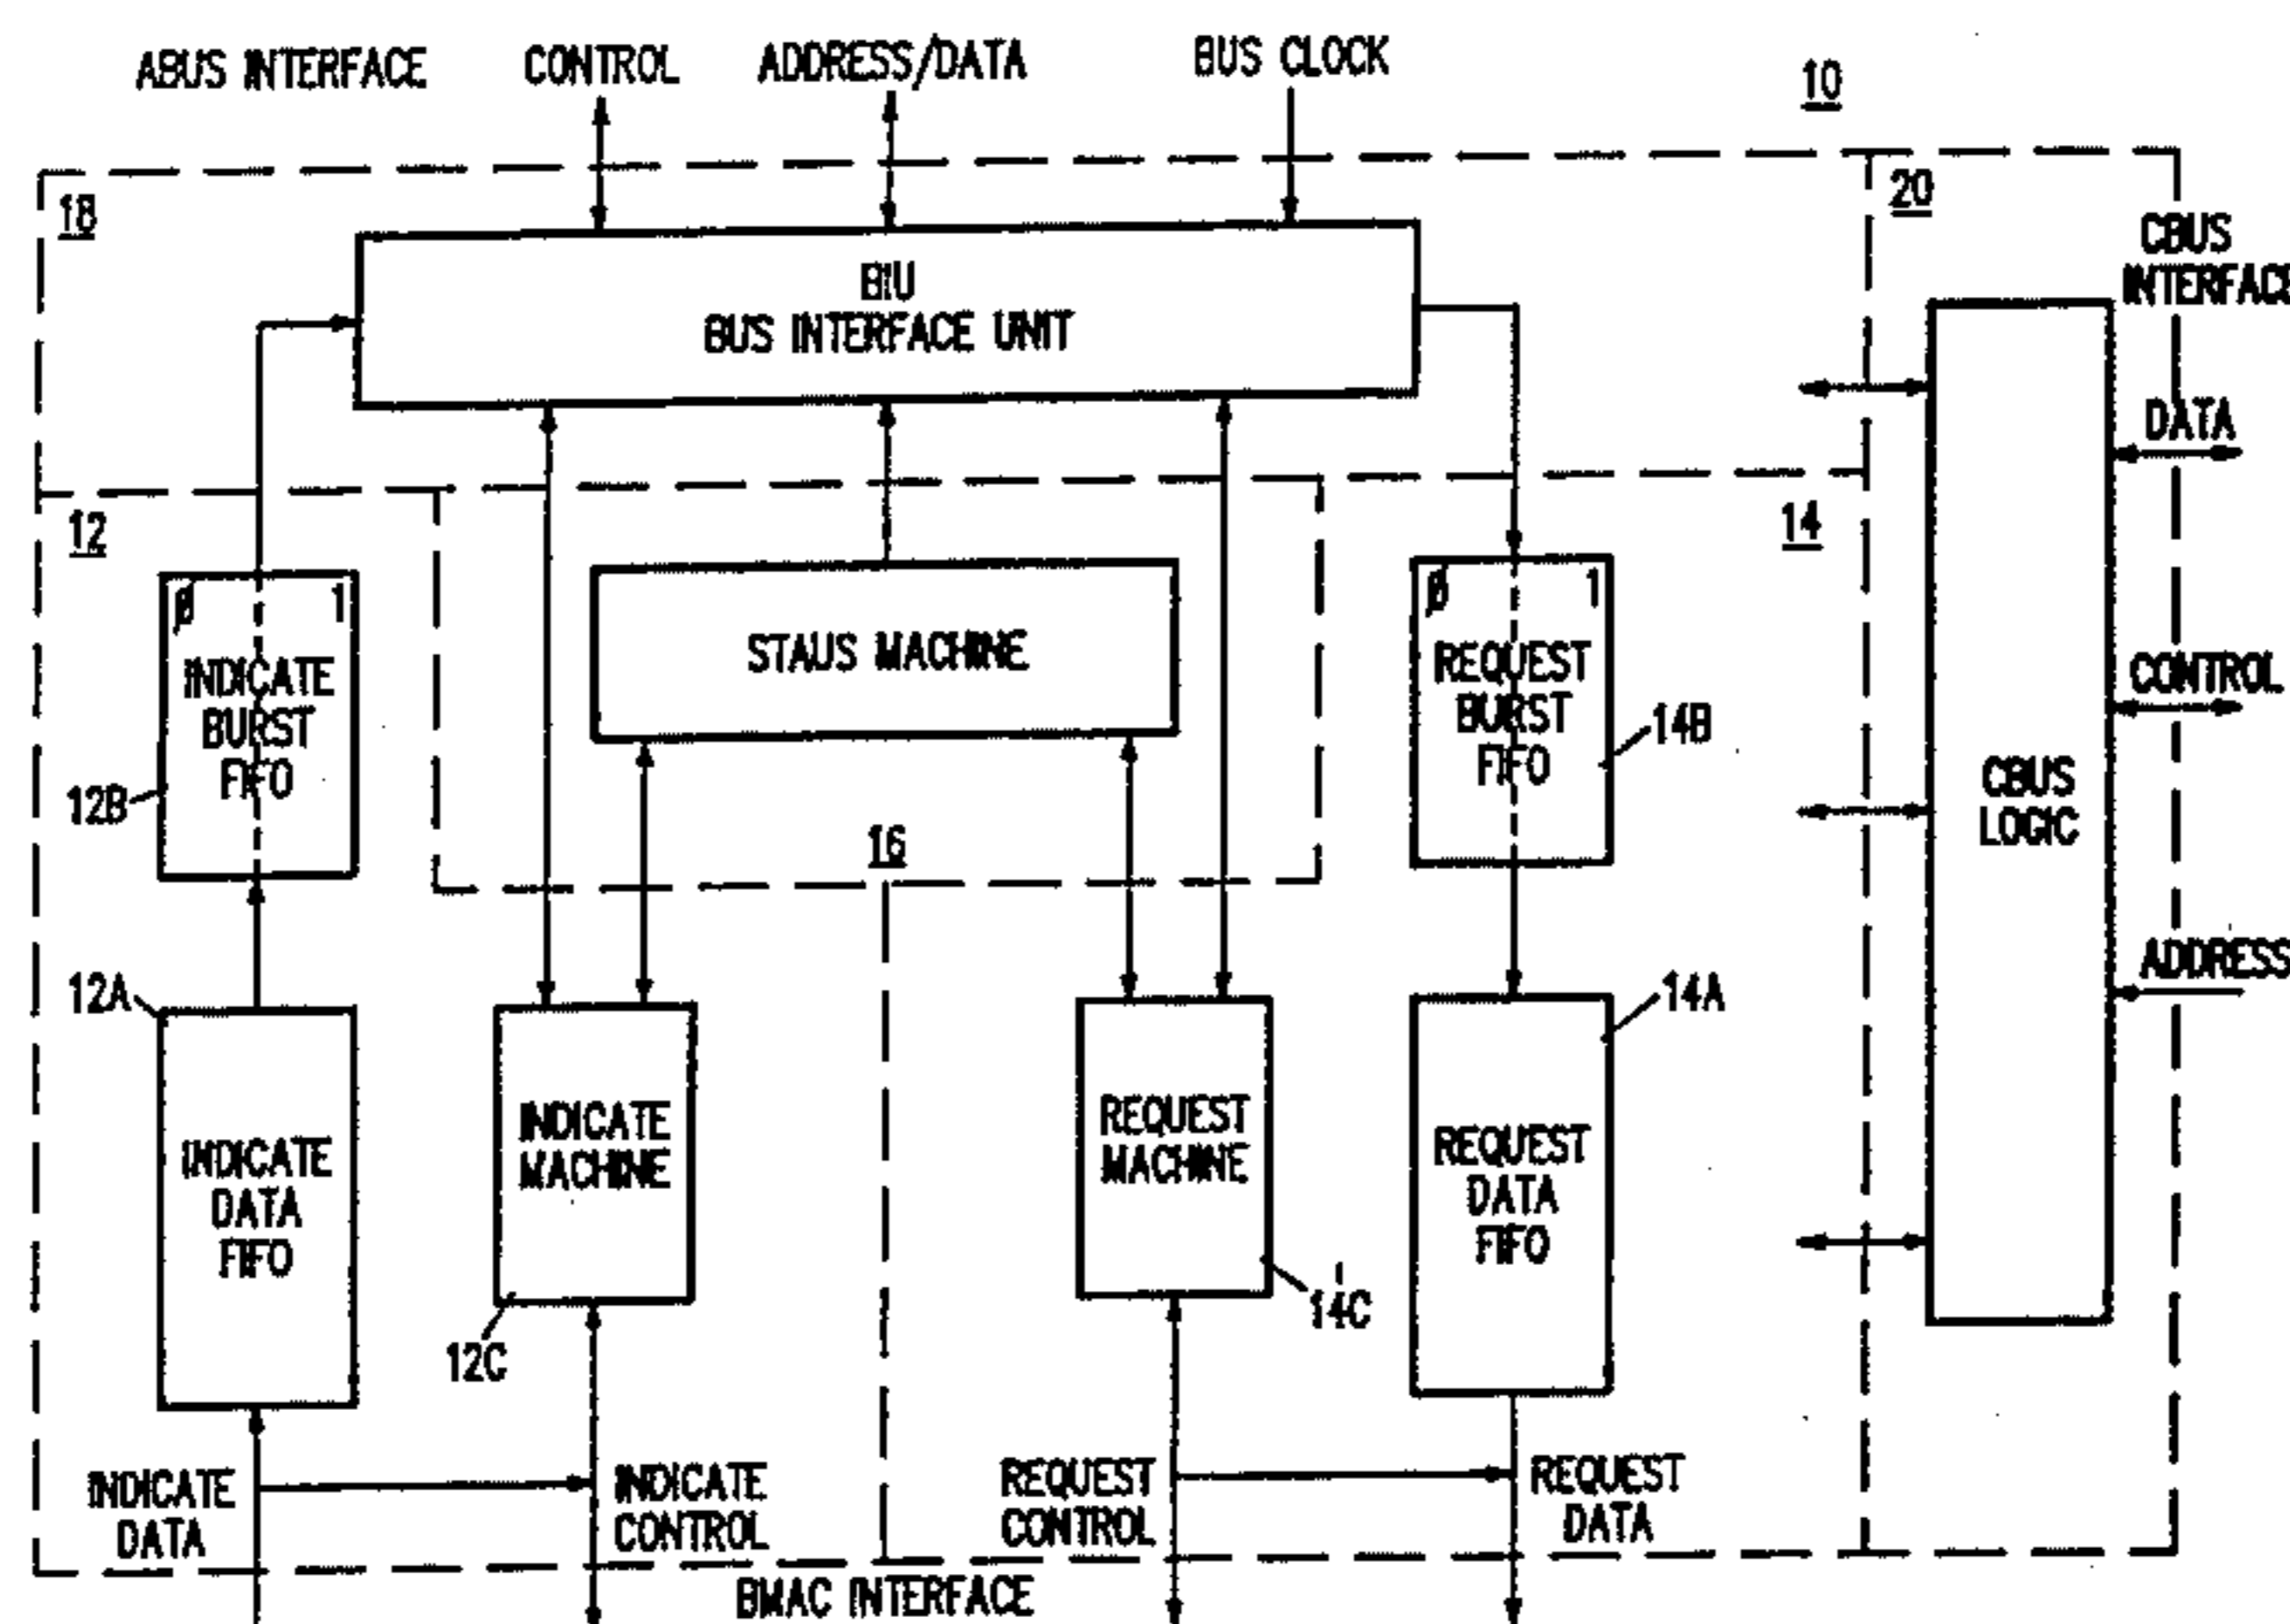 ABUS INTERFACE
CONTROL
ADDRESS/DATA
BUS CLOCK
10
18
20
CBUS
INTERFACE
BIU
BUS INTERFACE UNIT
DATA
12
14
0
1
INDICATE
BURST
FIFO
12B
STAUS MACHINE
0
1
REQUEST
BURST
FIFO
14B
CONTROL
CBUS
LOGIC
16
ADDRESS
12A
INDICATE
DATA
FIFO
INDICATE
MACHINE
12C
REQUEST
MACHINE
14C
14A
REQUEST
DATA
FIFO
INDICATE
DATA
INDICATE
CONTROL
REQUEST
CONTROL
REQUEST
DATA
BMAC INTERFACE